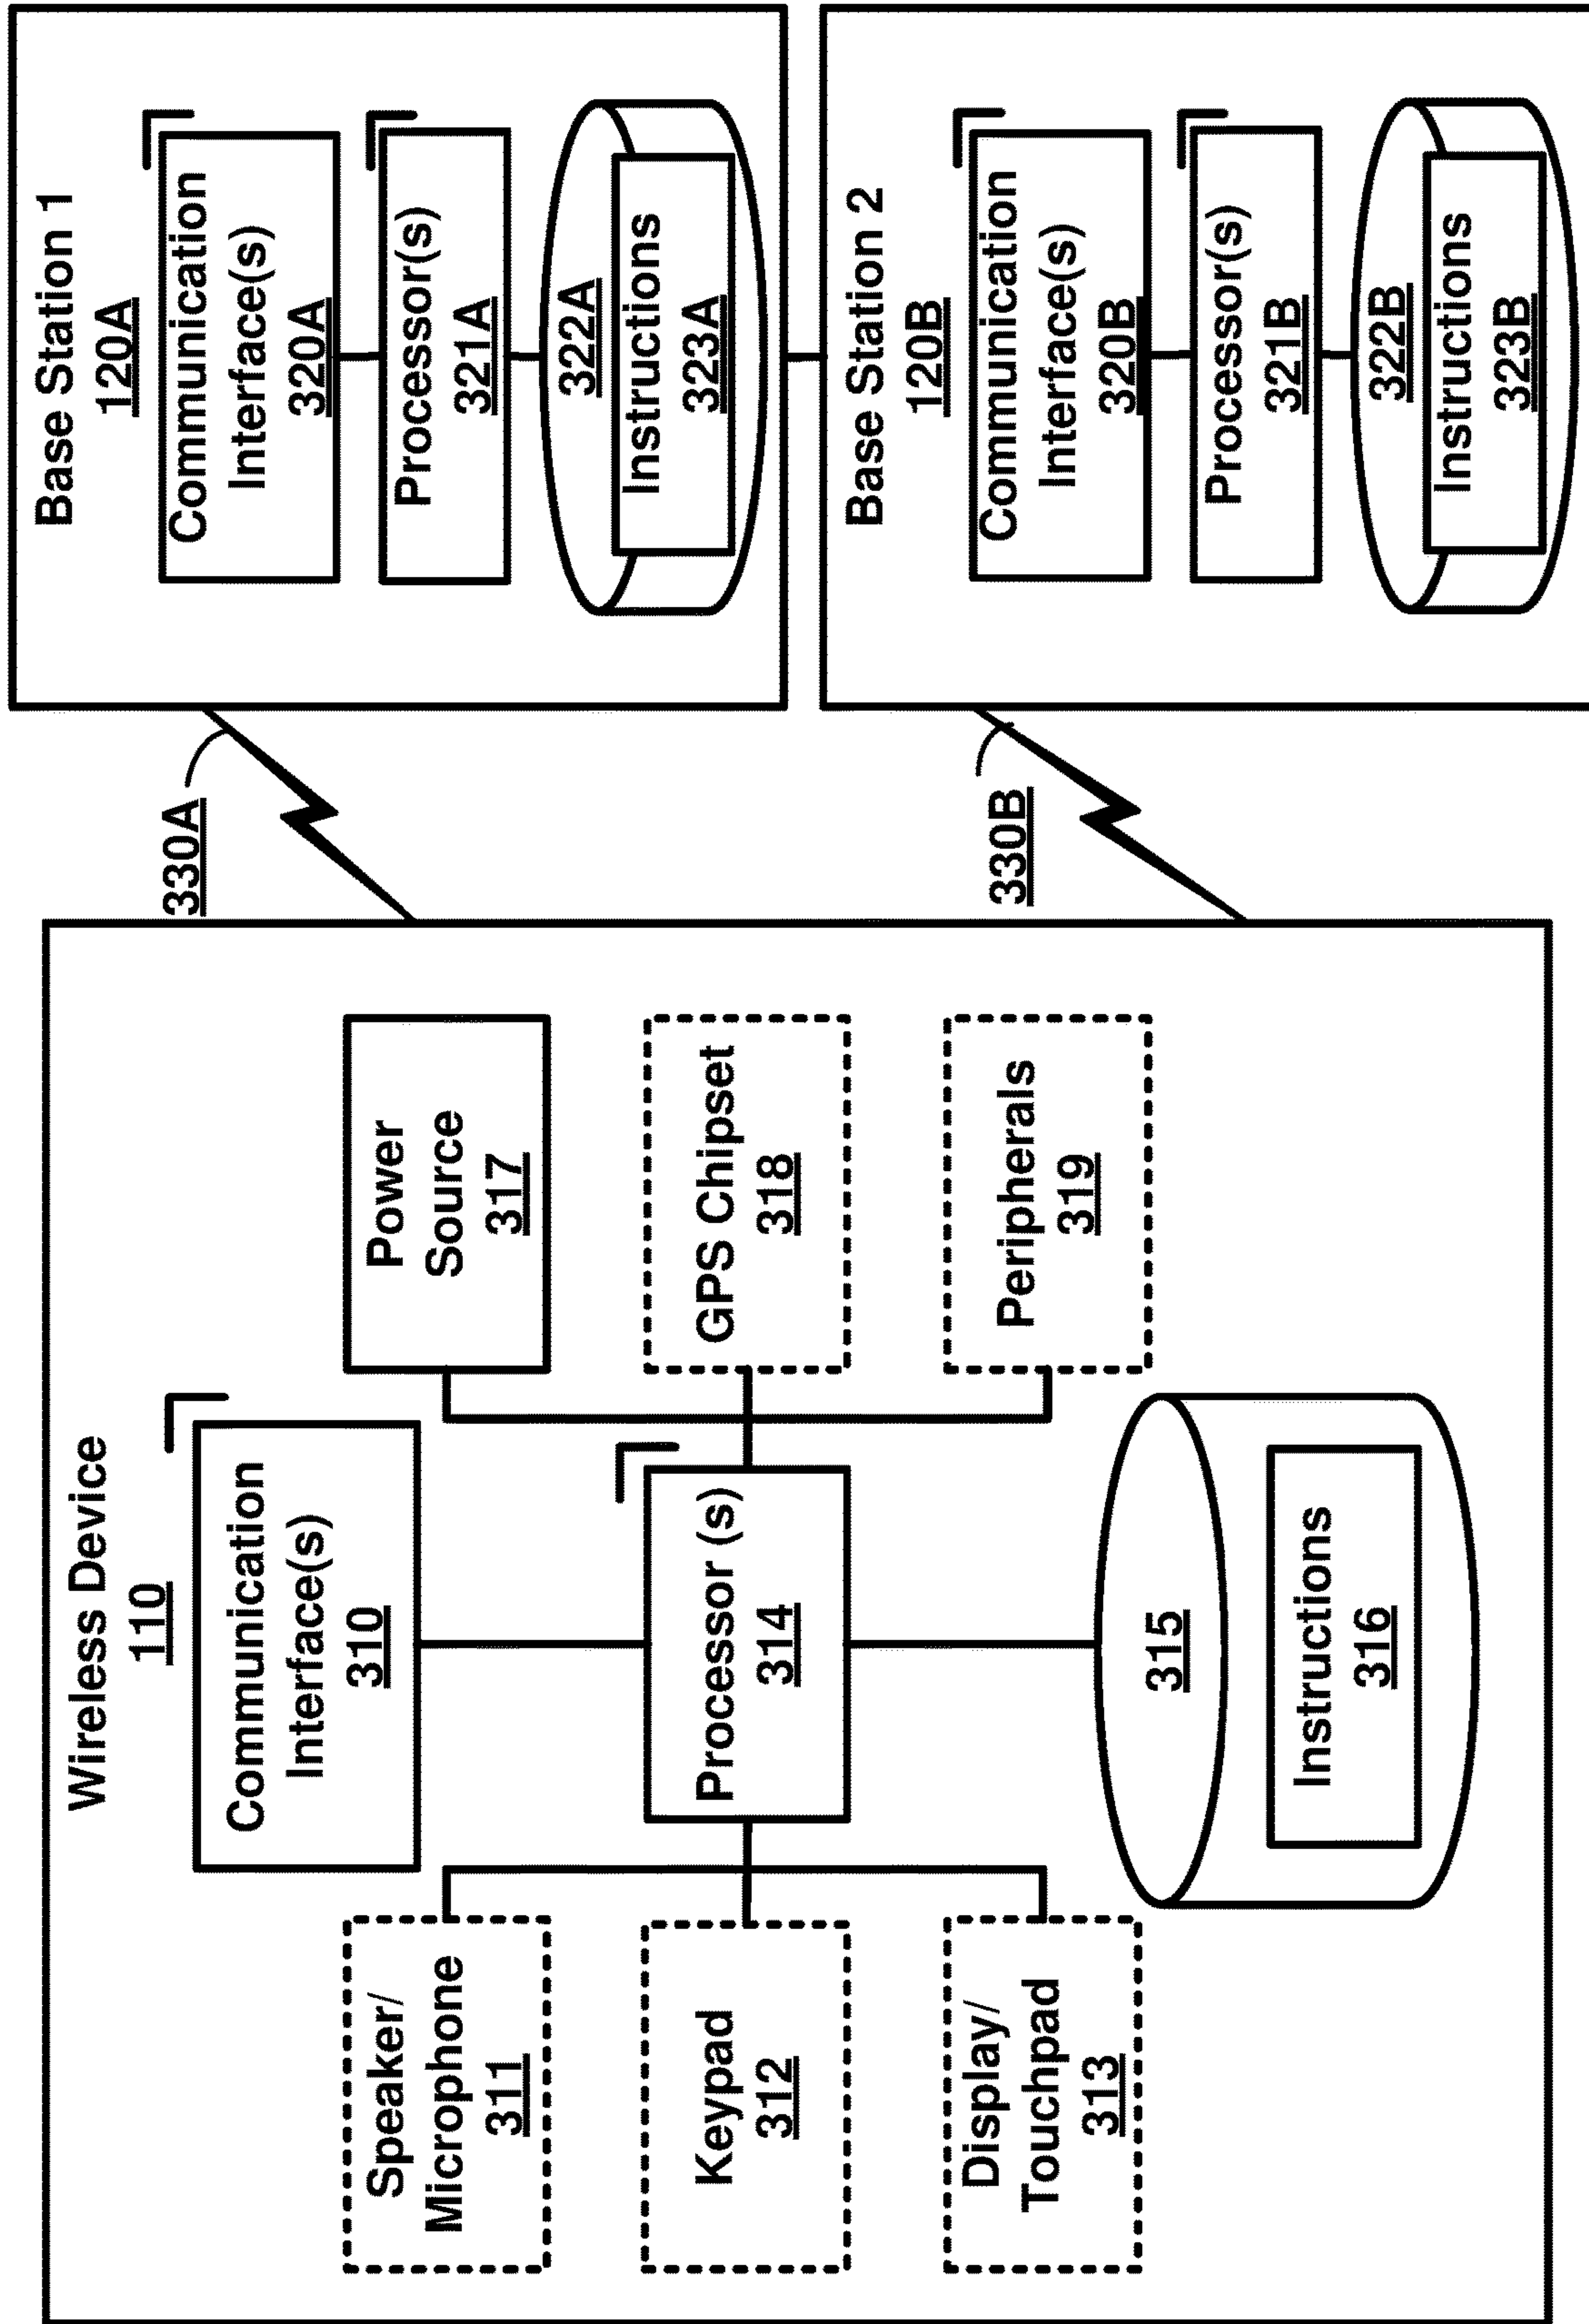 Wireless Device
110
Communication
Interface(s)
310
Speaker/
Microphone
311
Keypad
312
Display/
Touchpad
313
Processor (s)
314
315
Instructions
316
Power
Source
317
GPS Chipset
318
Peripherals
319
330A
330B
Base Station 1
120A
Communication
Interface(s)
320A
Processor(s)
321A
322A
Instructions
323A
Base Station 2
120B
Communication
Interface(s)
320B
Processor(s)
321B
322B
Instructions
323B